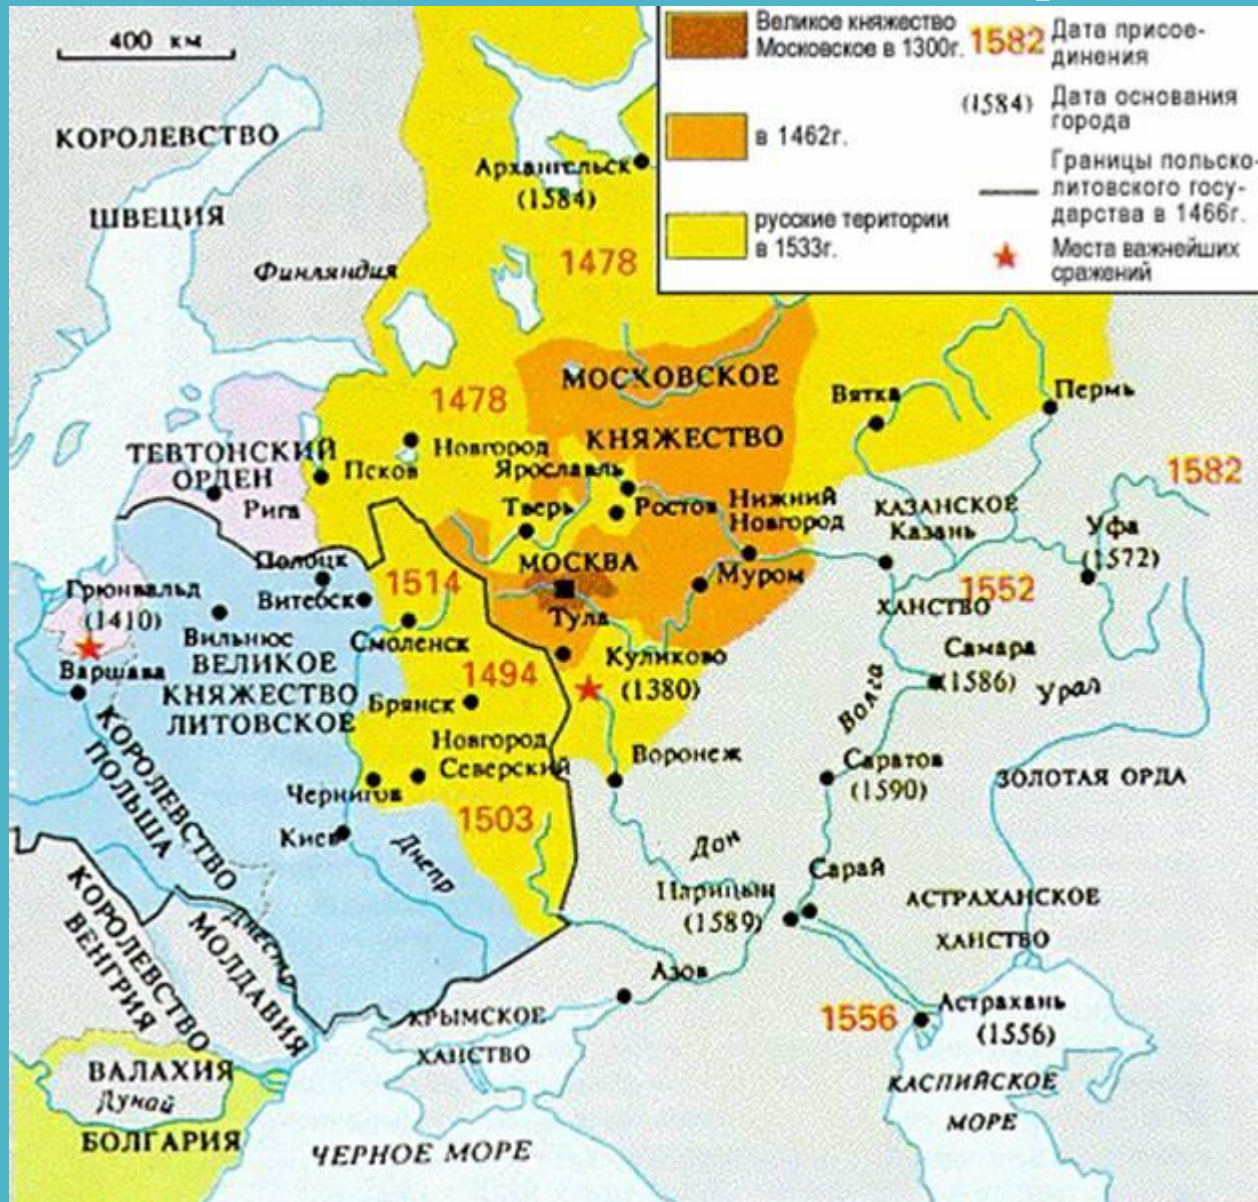 400 км
Великое княжество
Московское в 1300г.
в 1462г.
русские територии
в 1533г.
1582
Дата присое-
динения
(1584)
Дата основания
города
Границы польско-
литовского госу-
дарства в 1466г.
Места важнейших
сражений
КОРОЛЕВСТВО
ШВЕЦИЯ
Финляндия
Архангельск
(1584)
1478
1478
МОСХОВСКОЕ
КНЯЖЕСТВО
Вятка
Пермь
ТЕВТОНСКИЙ
ОРДЕН
Рига
Псков
Новгород
Ярославль
Ростов
Тверь
Нижний
Новгород
МОСКВА
Муром
Тула
КАЗАНСКОЕ
Казань
ХАНСТВО
1552
1582
Уфа
(1572)
Полоцк
Витебск
1514
Смоленск
Грюнвальд
(1410)
Вильнюс
Варшава
ВЕЛИКОЕ
КНЯЖЕСТВО
ЛИТОВСКОЕ
1494
Брянск
Куликово
(1380)
Самара
(1586)
Урал
Волга
КОРОЛЕВСТВО
ПОЛЬША
Новгород
Северский
Воронеж
Саратов
(1590)
ЗОЛОТАЯ ОРДА
Чернигов
1503
Киев
Днепр
Дон
Сарай
Царицын
(1589)
АСТРАХАНСКОЕ
ХАНСТВО
КОРОЛЕВСТВО
ВЕНГРИЯ
Днестр
МОЛДАВИЯ
Азов
КРЫМСКОЕ
ХАНСТВО
1556
Астрахань
(1556)
ВАЛАХИЯ
Дунай
БОЛГАРИЯ
КАСПИЙСКОЕ
МОРЕ
ЧЕРНОЕ МОРЕ